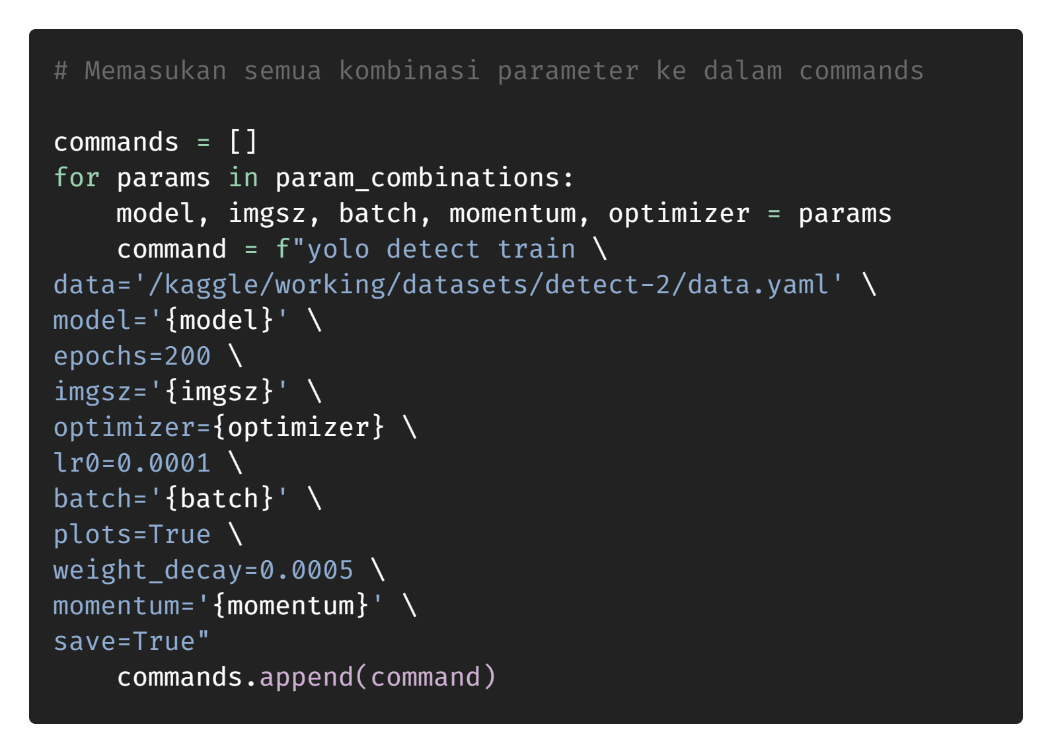 # Memasukan semua kombinasi parameter ke dalam commands
commands = []
for params in param_combinations:
    model, imgsz, batch, momentum, optimizer = params
    command = f"yolo detect train \
data='/kaggle/working/datasets/detect-2/data.yaml' \
model='{model}' \
epochs=200 \
imgsz='{imgsz}' \
optimizer={optimizer} \
lr0=0.0001 \
batch='{batch}' \
plots=True \
weight_decay=0.0005 \
momentum='{momentum}' \
save=True"
    commands.append(command)